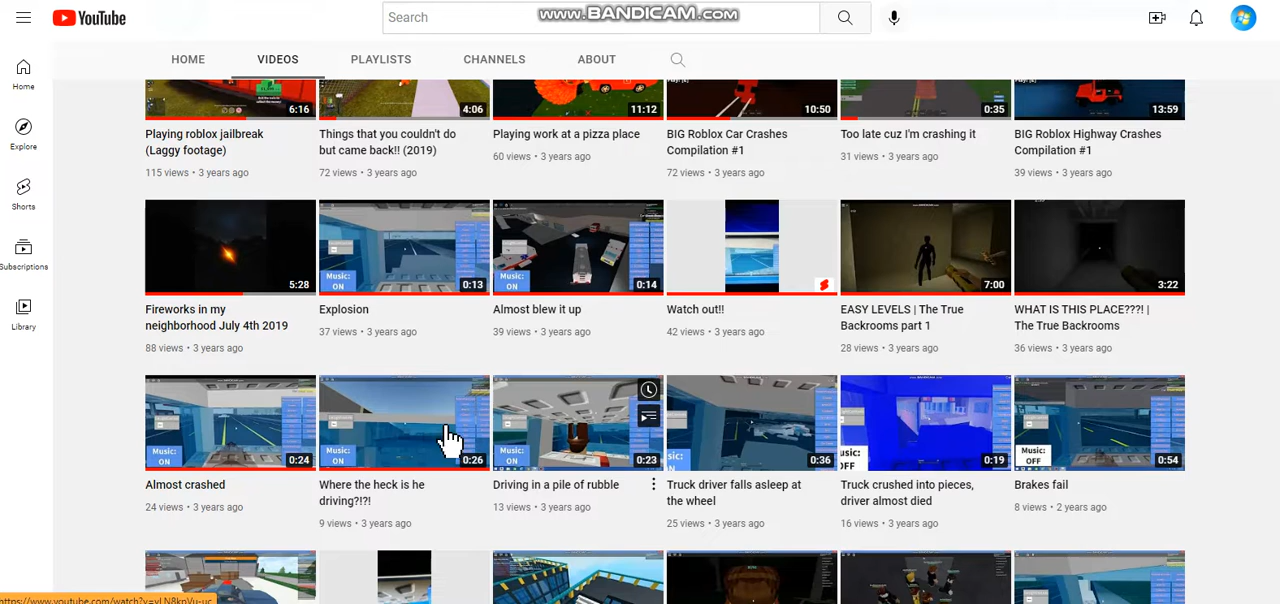 YouTube
Search
www.BANDICAM.com
HOME
VIDEOS
PLAYLISTS
CHANNELS
ABOUT
Home
Explore
Shorts
Subscriptions
Library
6:16
4:06
11:12
10:50
0:35
13:59
Playing roblox jailbreak
(Laggy footage)
115 views • 3 years ago
Things that you couldn't do
but came back!! (2019)
72 views • 3 years ago
Playing work at a pizza place
60 views • 3 years ago
BIG Roblox Car Crashes
Compilation #1
72 views • 3 years ago
Too late cuz I'm crashing it
31 views • 3 years ago
BIG Roblox Highway Crashes
Compilation #1
39 views • 3 years ago
5:28
Music:
ON
0:13
Music:
ON
0:14
7:00
3:22
Fireworks in my
neighborhood July 4th 2019
88 views • 3 years ago
Explosion
37 views • 3 years ago
Almost blew it up
39 views • 3 years ago
Watch out!!
42 views • 3 years ago
EASY LEVELS | The True
Backrooms part 1
28 views • 3 years ago
WHAT IS THIS PLACE???! |
The True Backrooms
36 views • 3 years ago
Music:
ON
0:24
Music:
ON
0:26
Music:
ON
0:23
0:36
0:19
Music:
OFF
0:54
Almost crashed
24 views • 3 years ago
Where the heck is he
driving?!?!
9 views • 3 years ago
Driving in a pile of rubble
13 views • 3 years ago
Truck driver falls asleep at
the wheel
25 views • 3 years ago
Truck crushed into pieces,
driver almost died
16 views • 3 years ago
Brakes fail
8 views • 2 years ago